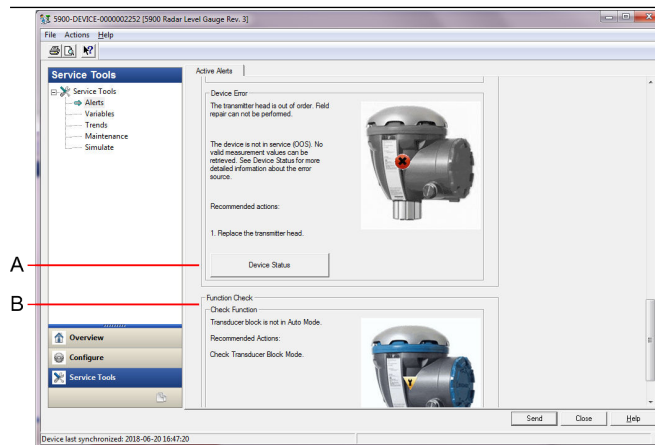 5900-DEVICE-0000002252 [5900 Radar Level Gauge Rev. 3]
File Actions Help
Service Tools
Service Tools
Alerts
Variables
Trends
Maintenance
Simulate
Overview
Configure
Service Tools
Active Alerts
Device Error
The transmitter head is out of order. Field
repair can not be performed.
The device is not in service (OOS). No
valid measurement values can be
retrieved. See Device Status for more
detailed information about the error
source.
Recommended actions:
1. Replace the transmitter head.
A
Device Status
B
Function Check
Check Function
Transducer block is not in Auto Mode.
Recommended Actions:
Check Transducer Block Mode.
Send Close Help
Device last synchronized: 2018-06-20 16:47:20